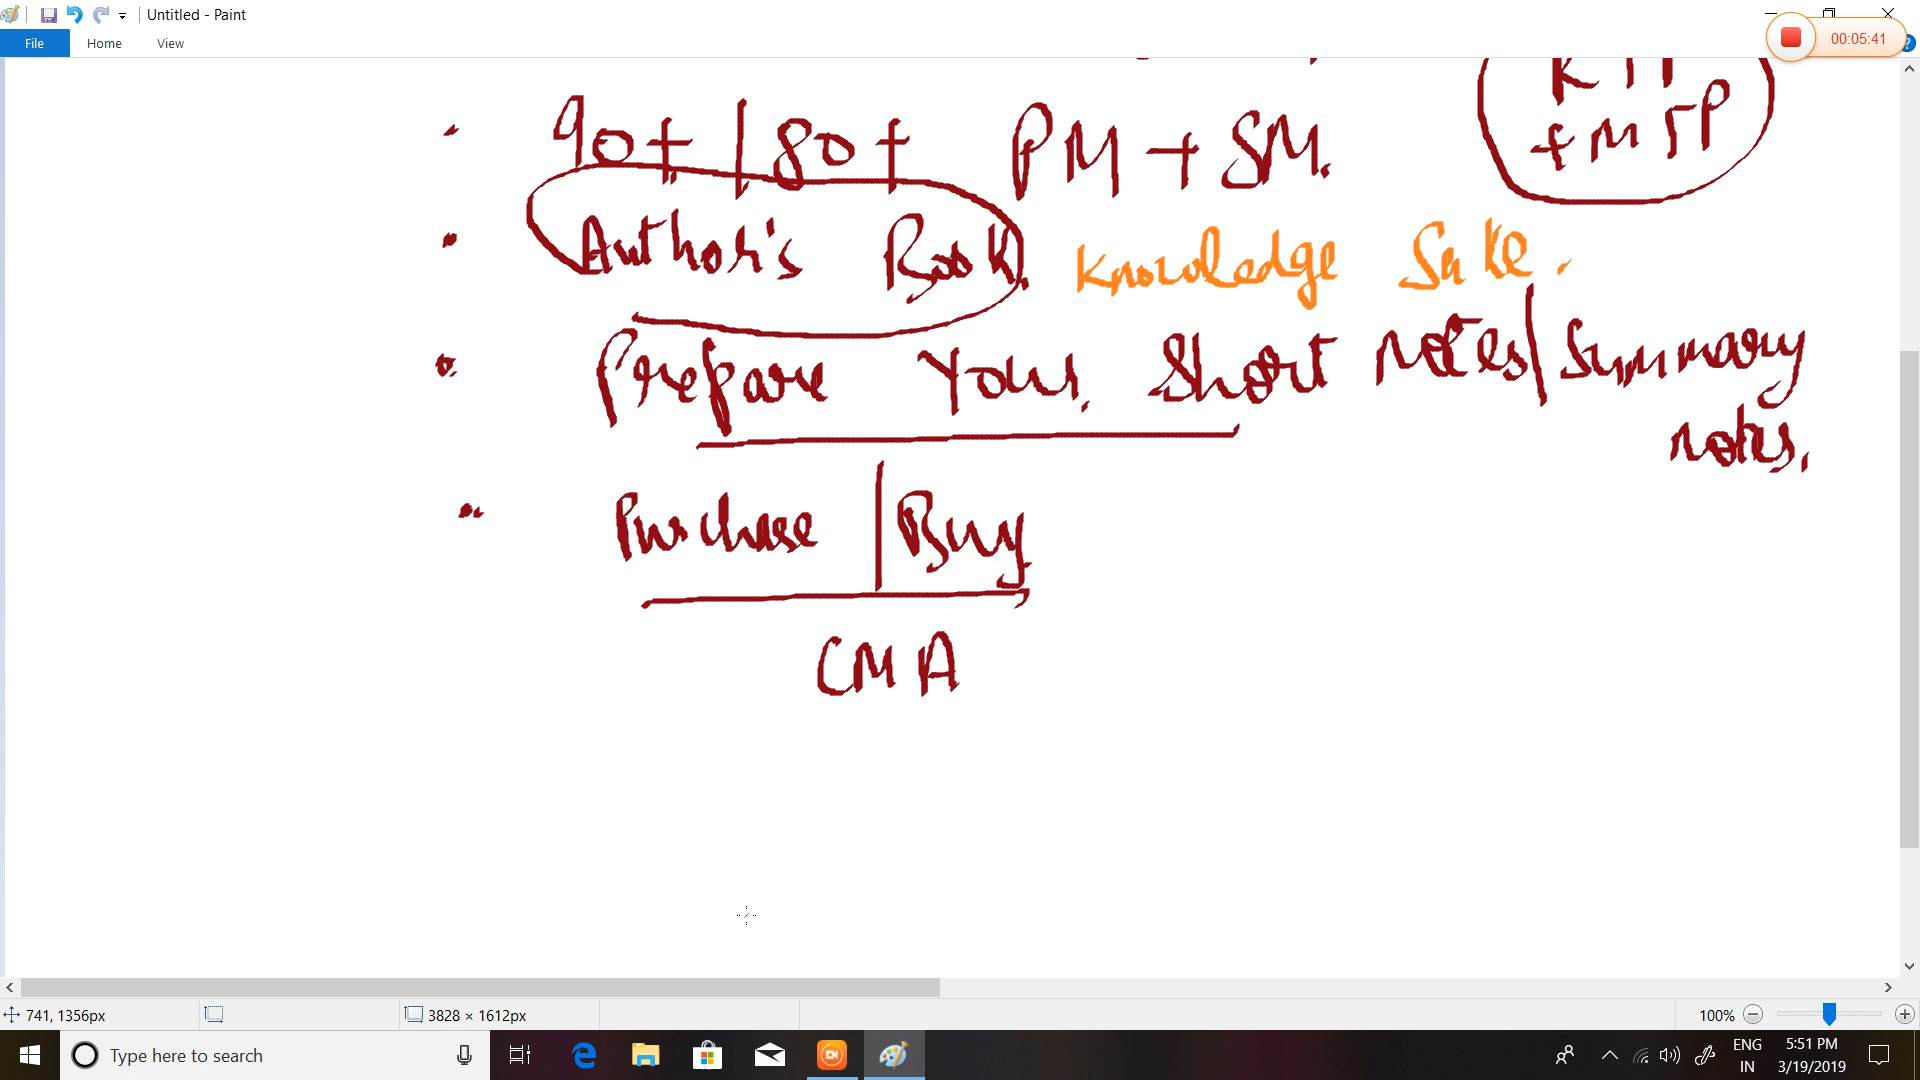 Untitled - Paint
00:05:41
File Home View
RTP
+ MTP
90+ | 80+ PM + SM.
Author's Book. Knowledge Sake.
Prepare Your Short Notes | Summary
notes.
Purchase | Buy
CMA
741, 1356px
3828 × 1612px
100%
Type here to search
ENG
IN
5:51 PM
3/19/2019